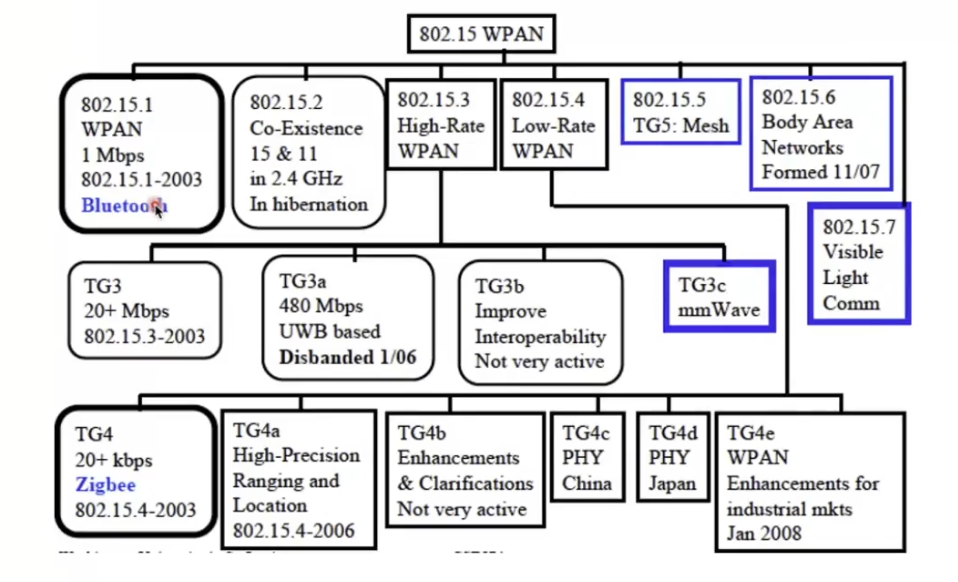 802.15 WPAN
802.15.1
WPAN
1 Mbps
802.15.1-2003
Bluetooth
802.15.2
Co-Existence
15 & 11
in 2.4 GHz
In hibernation
802.15.3
High-Rate
WPAN
802.15.4
Low-Rate
WPAN
802.15.5
TG5: Mesh
802.15.6
Body Area
Networks
Formed 11/07
802.15.7
Visible
Light
Comm
TG3
20+ Mbps
802.15.3-2003
TG3a
480 Mbps
UWB based
Disbanded 1/06
TG3b
Improve
Interoperability
Not very active
TG3c
mmWave
TG4
20+ kbps
Zigbee
802.15.4-2003
TG4a
High-Precision
Ranging and
Location
802.15.4-2006
TG4b
Enhancements
& Clarifications
Not very active
TG4c
PHY
China
TG4d
PHY
Japan
TG4e
WPAN
Enhancements for
industrial mkts
Jan 2008